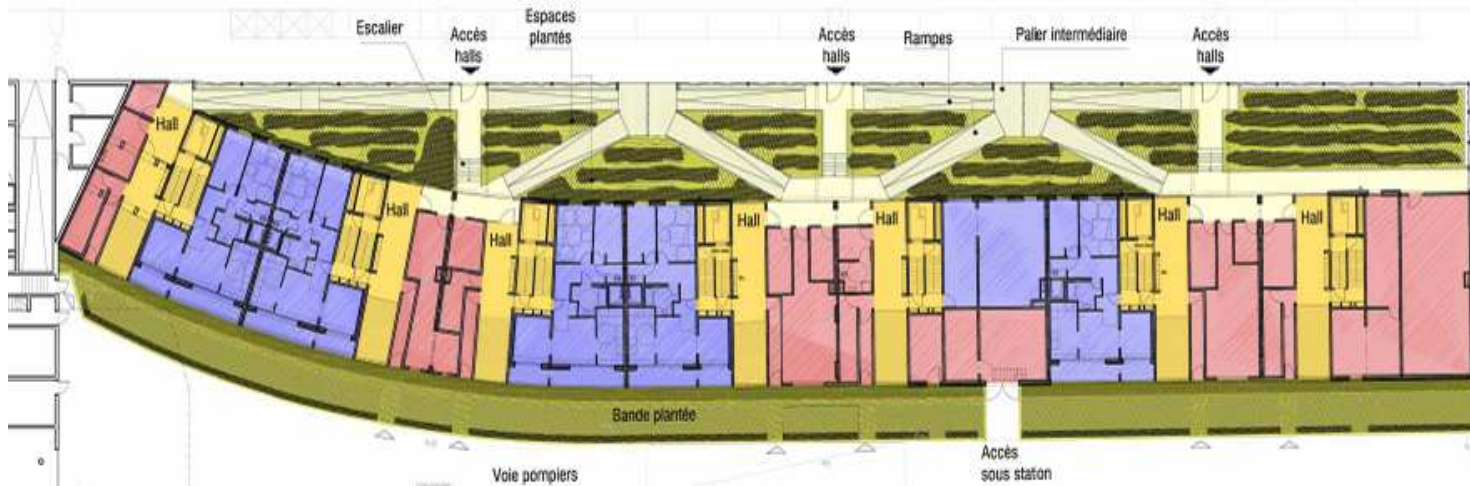 Escalier
Accès
halls
Espaces
plantés
Accès
halls
Rampes
Palier intermédiaire
Accès
halls
Hall
Hall
Hall
Hall
Hall
Hall
Hall
Bande plantée
Voie pompiers
Accès
sous station